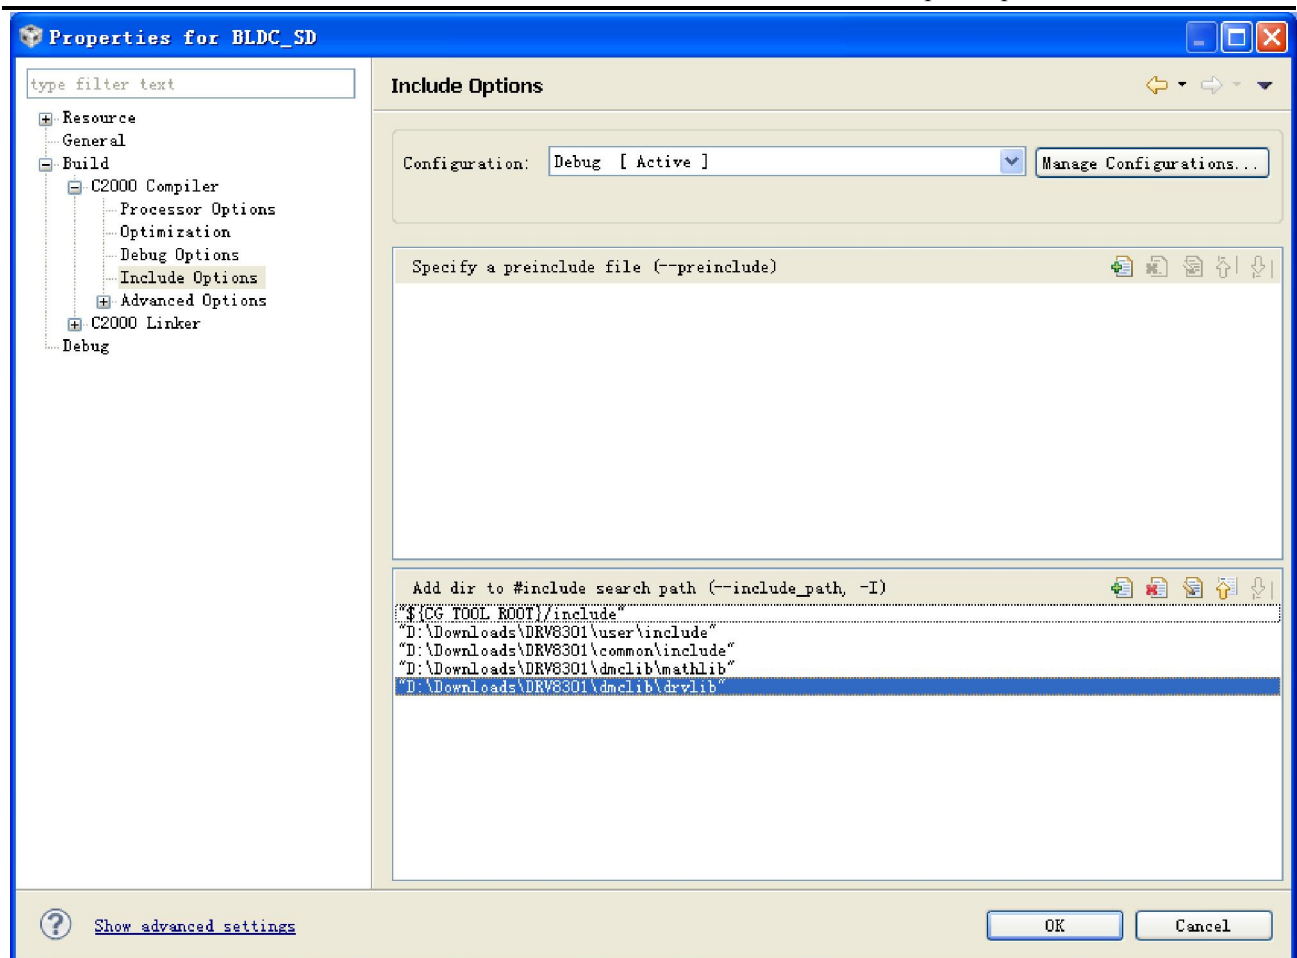 Properties for BLDC_SD
type filter text
Resource
General
Build
C2000 Compiler
Processor Options
Optimization
Debug Options
Include Options
Advanced Options
C2000 Linker
Debug
Include Options
Configuration:
Debug [ Active ]
Manage Configurations...
Specify a preinclude file (--preinclude)
Add dir to #include search path (--include_path, -I)
"${CG_TOOL_ROOT}/include"
"D:\Downloads\DRV8301\user\include"
"D:\Downloads\DRV8301\common\include"
"D:\Downloads\DRV8301\dmclib\mathlib"
"D:\Downloads\DRV8301\dmclib\drvlib"
Show advanced settings
OK
Cancel